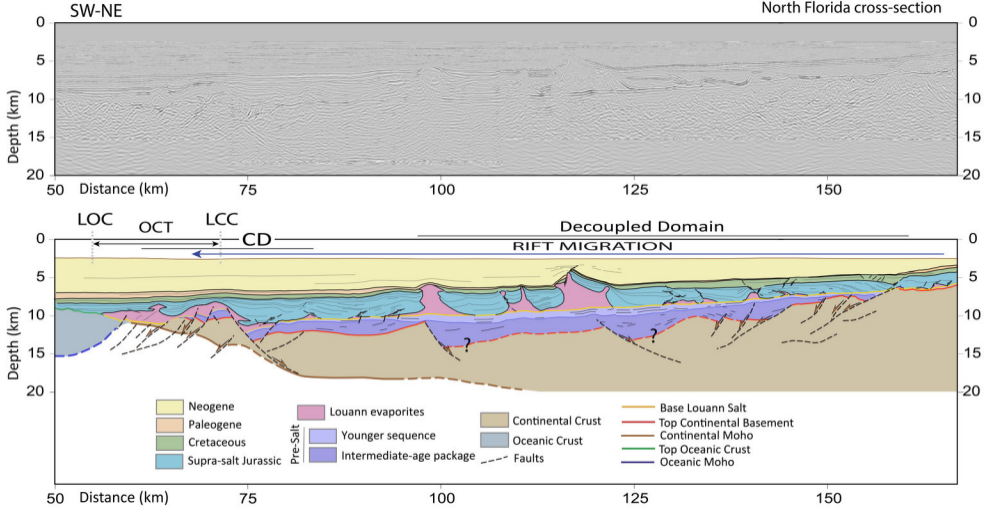 SW-NE
North Florida cross-section
0 0
5 5
10 10
15 15
20 20
Depth (km)
50 Distance (km) 75 100 125 150
LOC OCT LCC CD Decoupled Domain
RIFT MIGRATION
0 0
5 5
10 10
15 15
20 20
Depth (km)
? ?
Neogene
Paleogene
Cretaceous
Supra-salt Jurassic
Louann evaporites
Pre-Salt
Younger sequence
Intermediate-age package
Continental Crust
Oceanic Crust
Faults
Base Louann Salt
Top Continental Basement
Continental Moho
Top Oceanic Crust
Oceanic Moho
50 Distance (km) 75 100 125 150